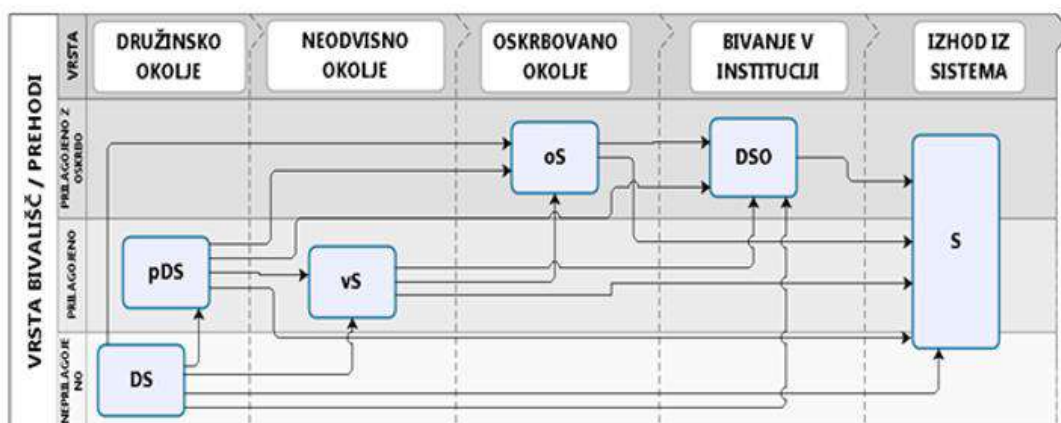 VRSTA BIVALIŠČ / PREHODI
VRSTA
DRUŽINSKO
OKOLJE
NEODVISNO
OKOLJE
OSKRBOVANO
OKOLJE
BIVANJE V
INSTITUCIJI
IZHOD IZ
SISTEMA
PRILAGOJENO Z
OSKRBO
oS
DSO
S
PRILAGOJENO
pDS
vS
NEPRILAGOJE
NO
DS